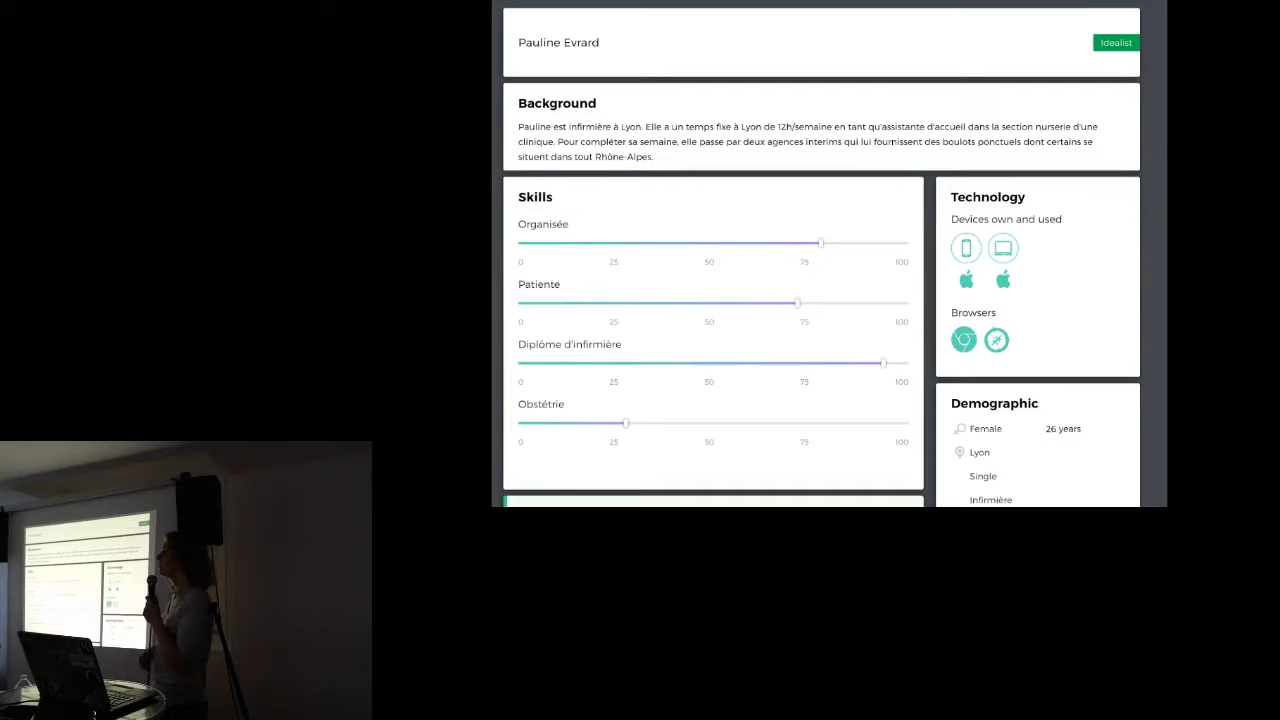 Pauline Evrard
Idealist
Background
Pauline est infirmière à Lyon. Elle a un temps fixe à Lyon de 12h/semaine en tant qu'assistante d'accueil dans la section nurserie d'une
clinique. Pour compléter sa semaine, elle passe par deux agences interims qui lui fournissent des boulots ponctuels dont certains se
situent dans tout Rhône-Alpes.
Skills
Organisée
0 25 50 75 100
Patiente
0 25 50 75 100
Diplôme d'infirmière
0 25 50 75 100
Obstétrie
0 25 50 75 100
Technology
Devices own and used
Browsers
Demographic
Female 26 years
Lyon
Single
Infirmière